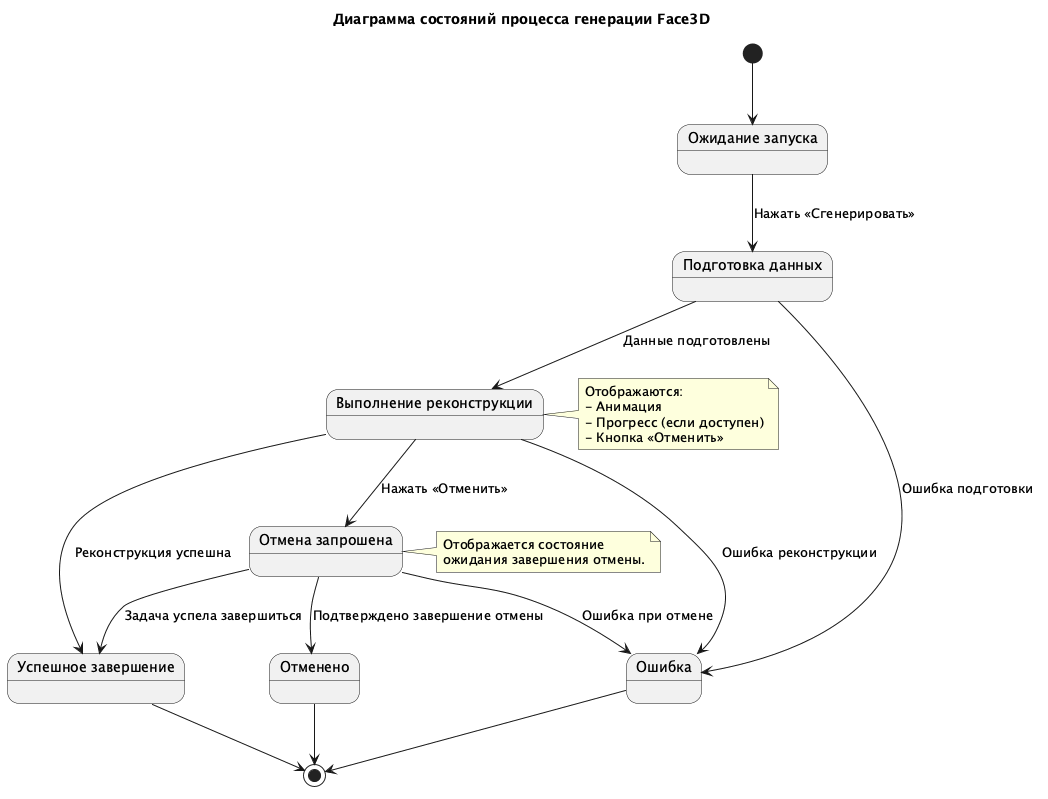 Диаграмма состояний процесса генерации Face3D
Ожидание запуска
Нажать «Сгенерировать»
Подготовка данных
Данные подготовлены
Выполнение реконструкции
Отображаются:
– Анимация
– Прогресс (если доступен)
– Кнопка «Отменить»
Нажать «Отменить»
Ошибка подготовки
Отмена запрошена
Отображается состояние
ожидания завершения отмены.
Реконструкция успешна
Ошибка реконструкции
Задача успела завершиться
Подтверждено завершение отмены
Ошибка при отмене
Успешное завершение
Отменено
Ошибка